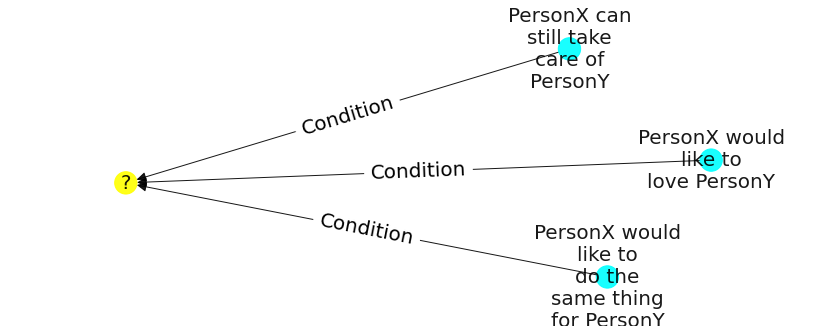 PersonX can
still take
care of
PersonY
Condition
PersonX would
like to
love PersonY
Condition
?
Condition
PersonX would
like to
do the
same thing
for PersonY